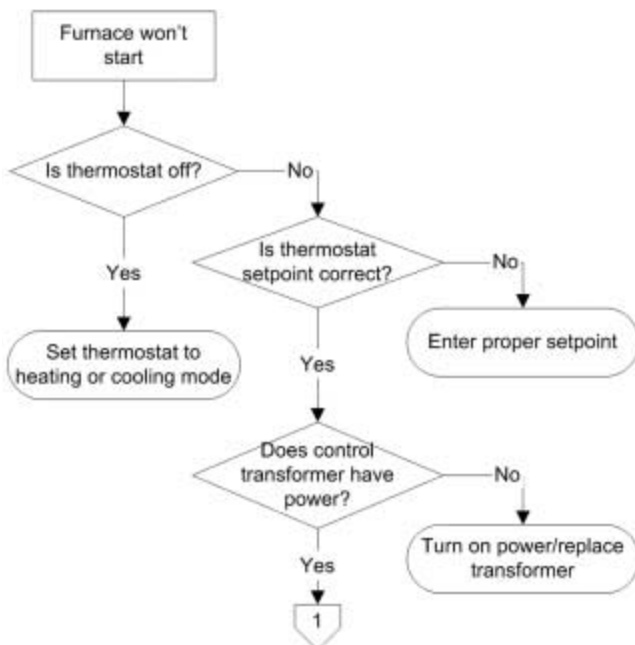 Furnace won't
start
Is thermostat off?
No
Is thermostat
setpoint correct?
Yes
No
Set thermostat to
heating or cooling mode
Enter proper setpoint
Yes
Does control
transformer have
power?
No
Turn on power/replace
transformer
Yes
1